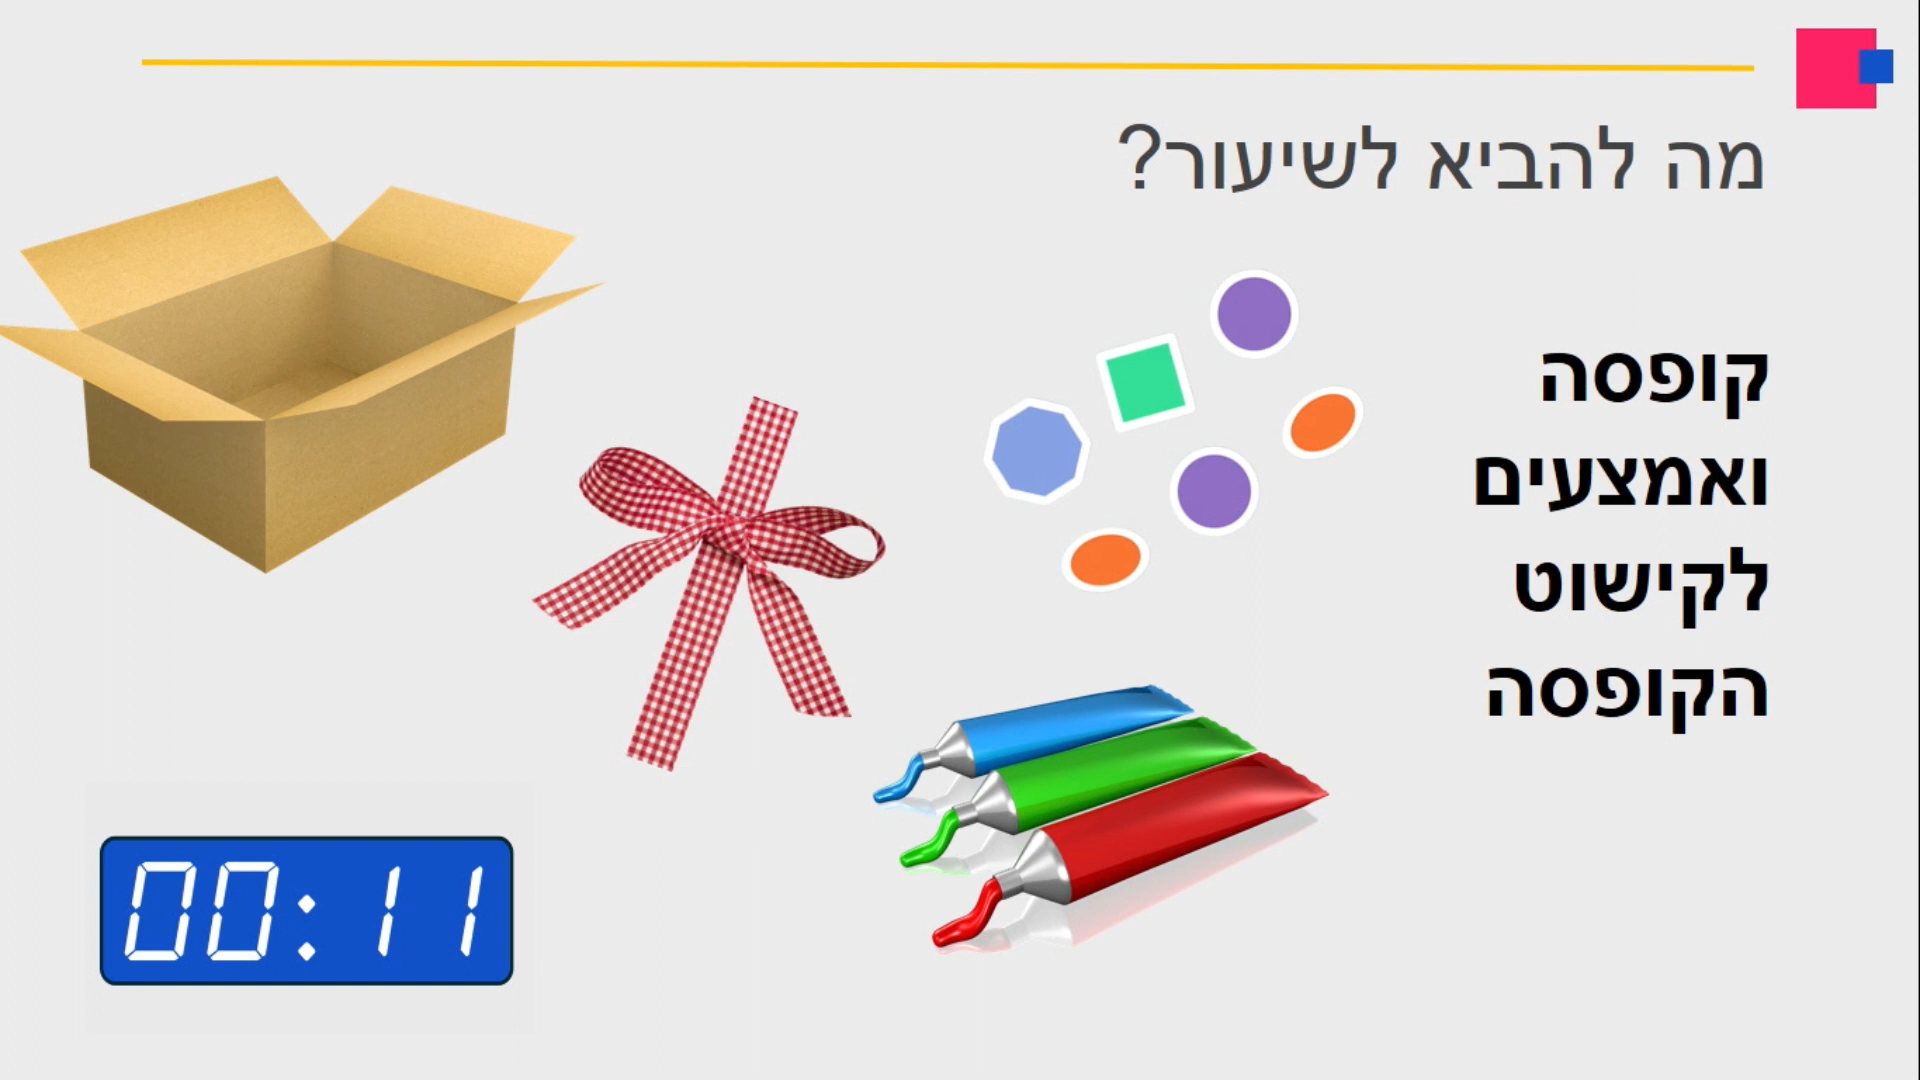 מה להביא לשיעור?
קופסה
ואמצעים
לקישוט
הקופסה
00:11